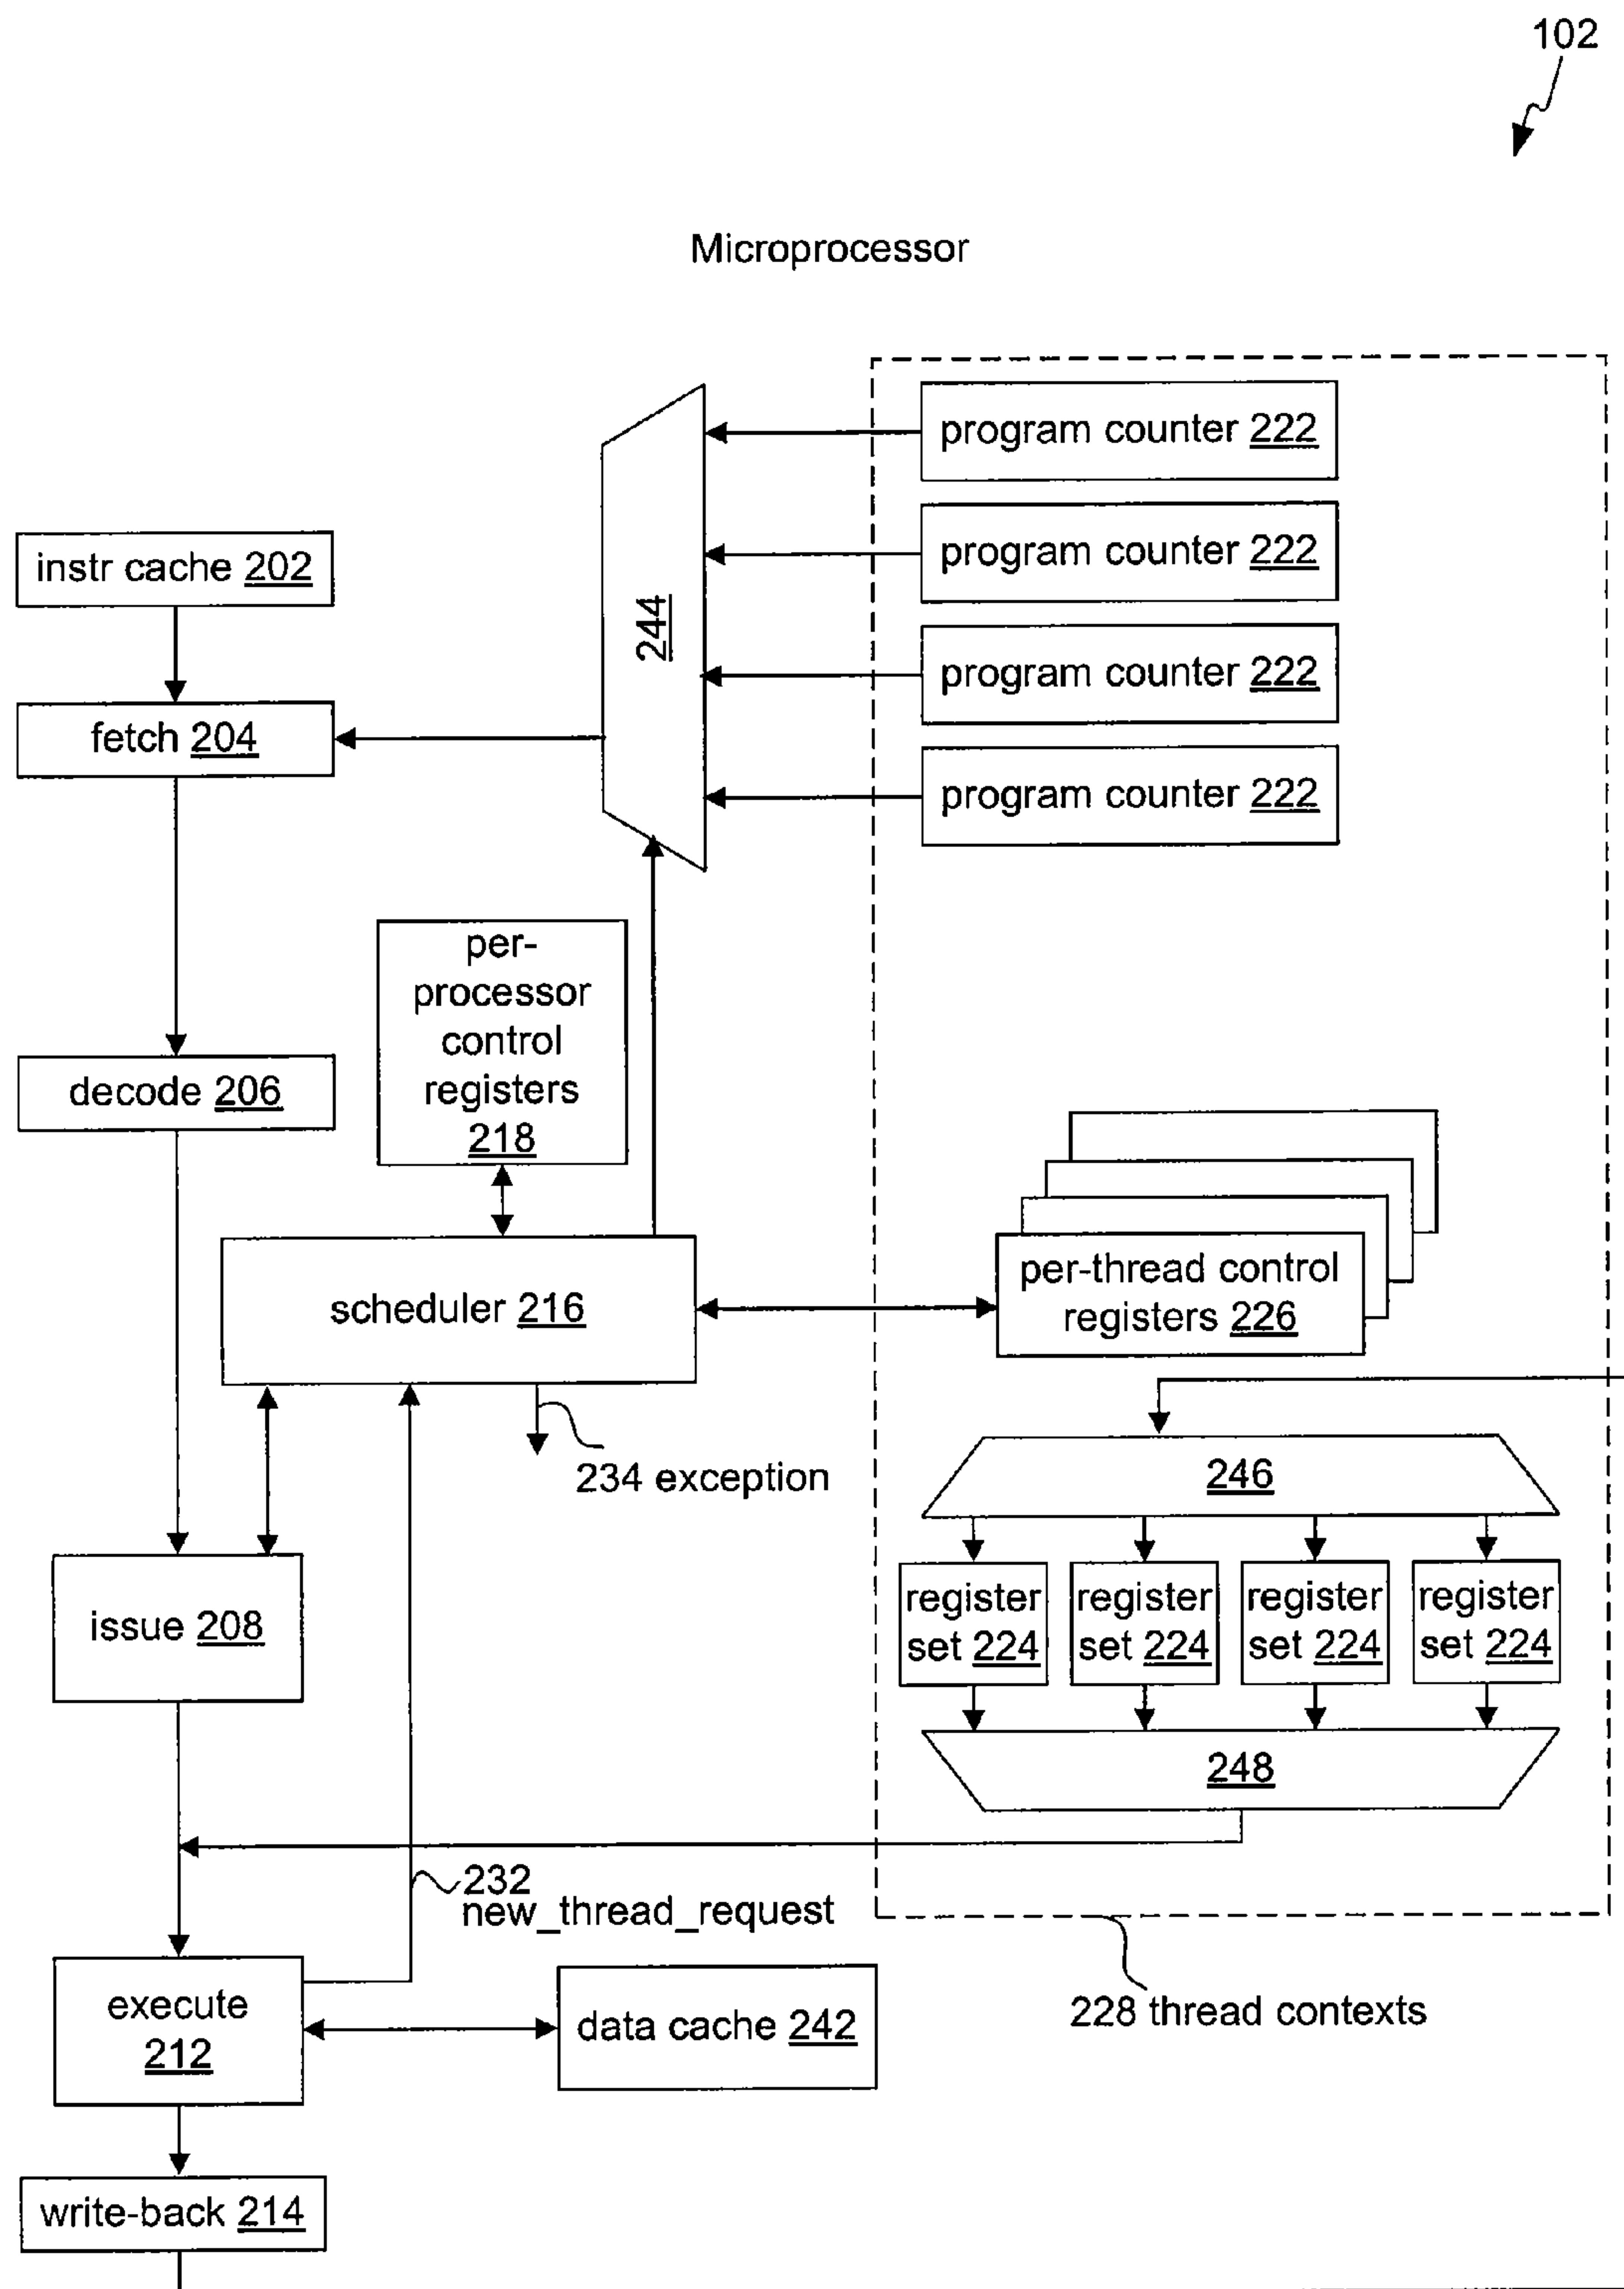 102
Microprocessor
program counter 222
program counter 222
instr cache 202
244
program counter 222
fetch 204
program counter 222
per-
processor
control
registers
218
decode 206
per-thread control
registers 226
scheduler 216
234 exception
246
register
set 224
register
set 224
register
set 224
register
set 224
issue 208
248
232
new_thread_request
execute
212
data cache 242
228 thread contexts
write-back 214